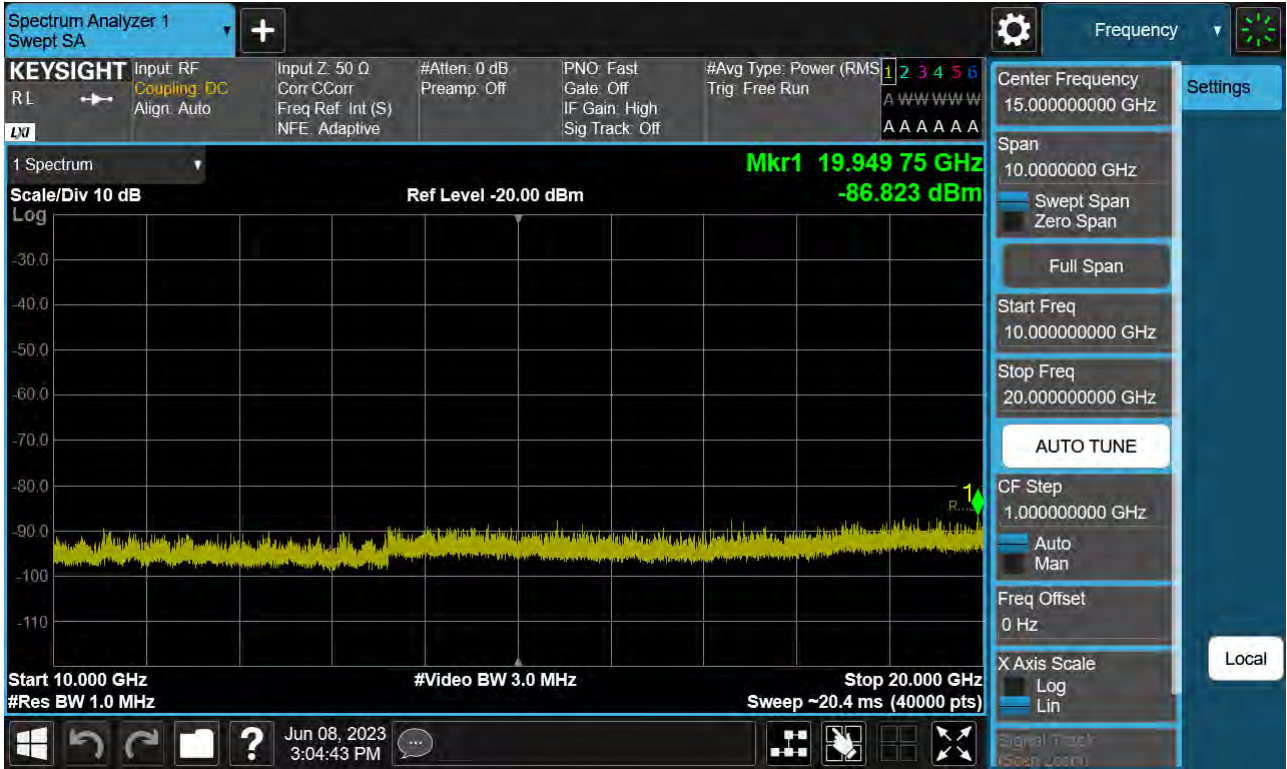 Spectrum Analyzer 1
Swept SA
+
Frequency
KEYSIGHT
RL
LXI
Input: RF
Coupling: DC
Align: Auto
Input Z: 50 Ω
Corr CCorr
Freq Ref: Int (S)
NFE: Adaptive
#Atten: 0 dB
Preamp: Off
PNO: Fast
Gate: Off
IF Gain: High
Sig Track: Off
#Avg Type: Power (RMS
Trig: Free Run
1 2 3 4 5 6
A W W W W W
A A A A A A
1 Spectrum
Scale/Div 10 dB
Ref Level -20.00 dBm
Mkr1 19.949 75 GHz
-86.823 dBm
Log
-30.0
-40.0
-50.0
-60.0
-70.0
-80.0
-90.0
-100
-110
1
R...
Start 10.000 GHz
#Video BW 3.0 MHz
Stop 20.000 GHz
#Res BW 1.0 MHz
Sweep ~20.4 ms (40000 pts)
?
Jun 08, 2023
3:04:43 PM
Center Frequency
15.000000000 GHz
Settings
Span
10.0000000 GHz
Swept Span
Zero Span
Full Span
Start Freq
10.000000000 GHz
Stop Freq
20.000000000 GHz
AUTO TUNE
CF Step
1.000000000 GHz
Auto
Man
Freq Offset
0 Hz
X Axis Scale
Log
Lin
Local
Signal Track
(Span Zoom)